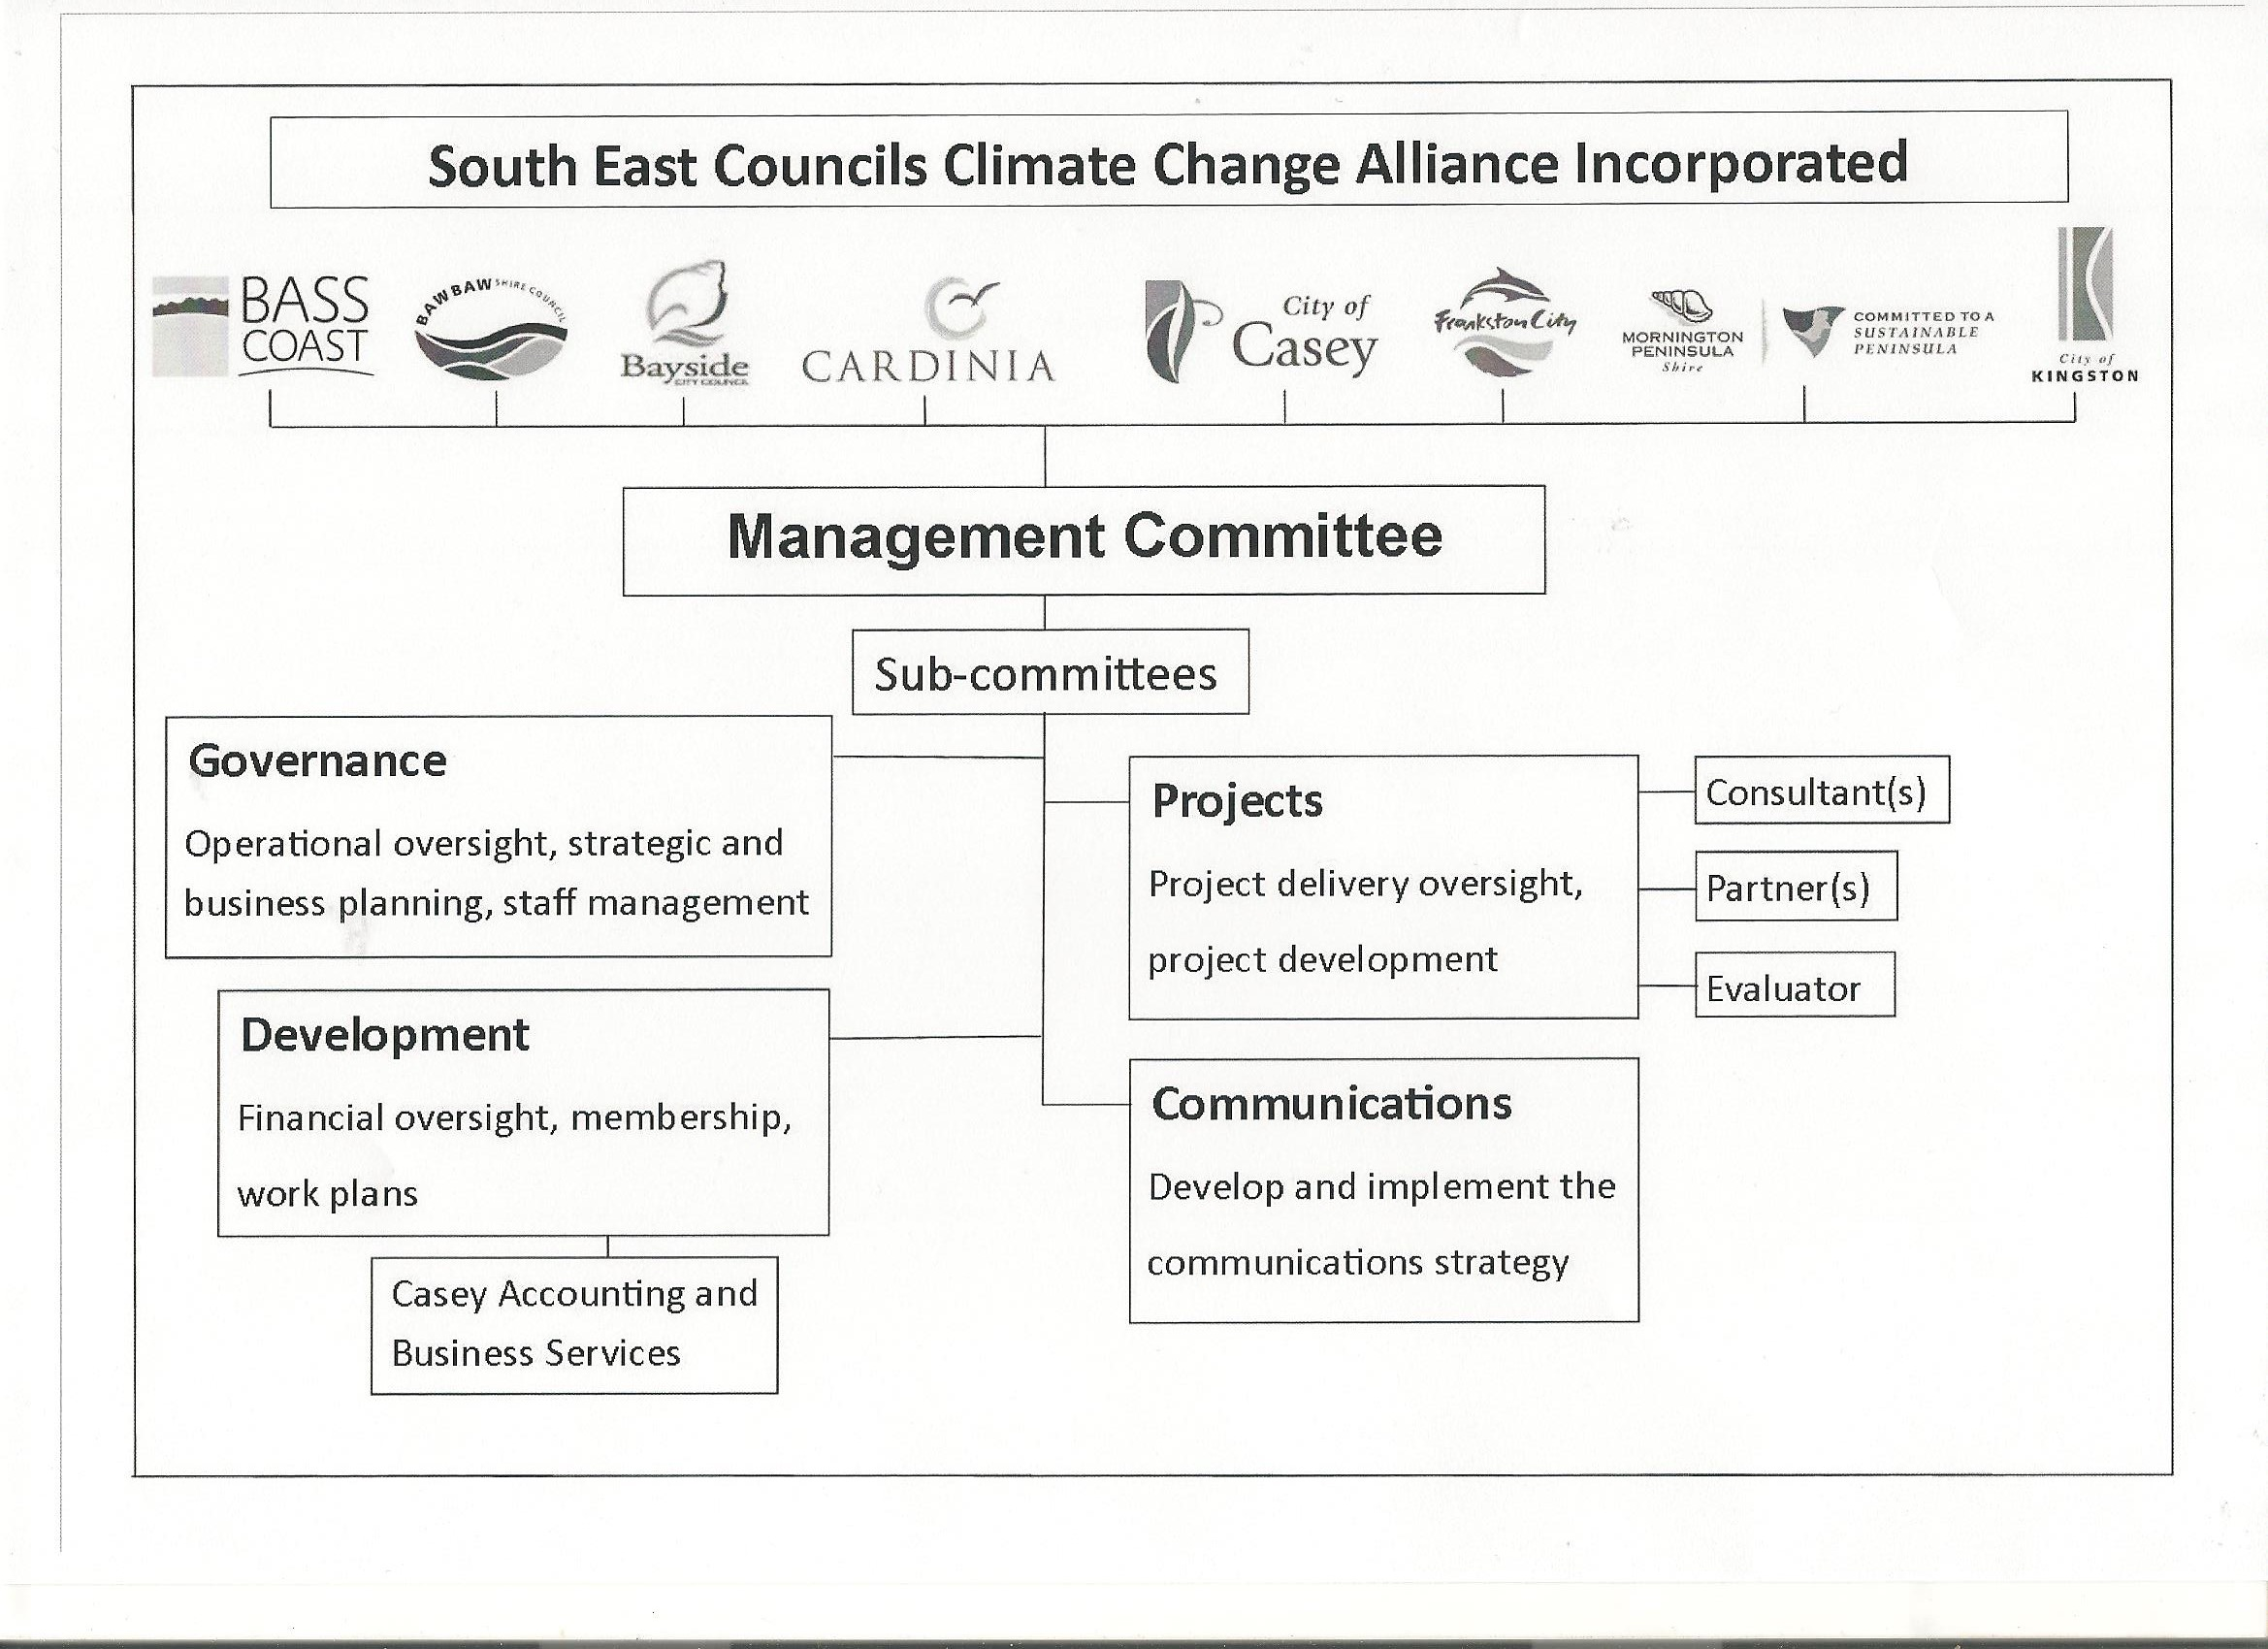 South East Councils Climate Change Alliance Incorporated
BASS
COAST
BAW BAW SHIRE COUNCIL
Bayside
CITY COUNCIL
CARDINIA
City of
Casey
Frankston City
MORNINGTON
PENINSULA
Shire
COMMITTED TO A
SUSTAINABLE
PENINSULA
City of
KINGSTON
Management Committee
Sub-committees
Governance
Operational oversight, strategic and
business planning, staff management
Development
Financial oversight, membership,
work plans
Casey Accounting and
Business Services
Projects
Project delivery oversight,
project development
Consultant(s)
Partner(s)
Evaluator
Communications
Develop and implement the
communications strategy